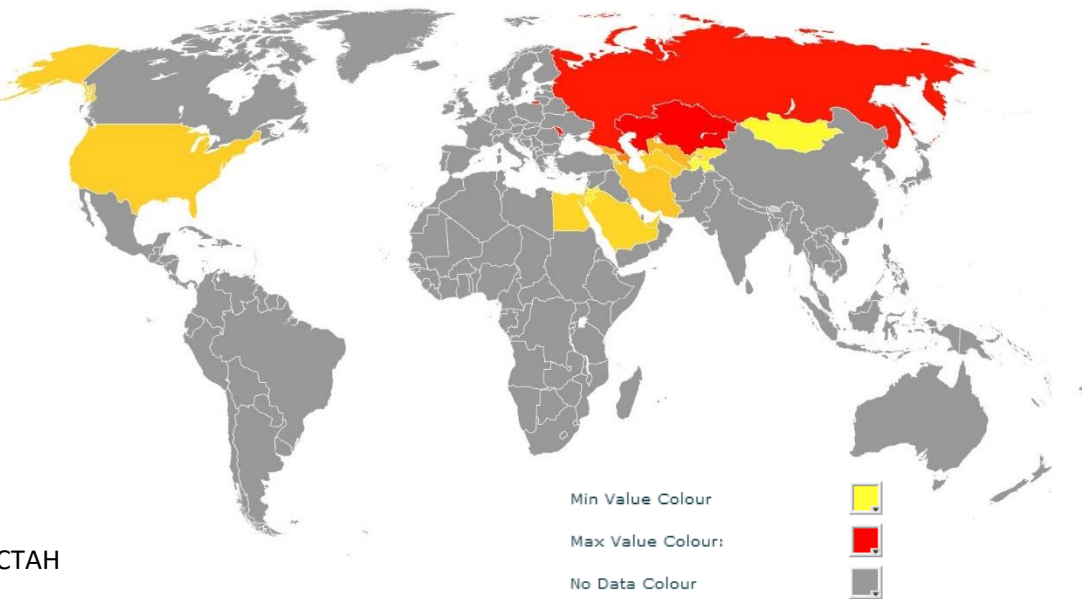 Min Value Colour
Max Value Colour:
No Data Colour
СТАН